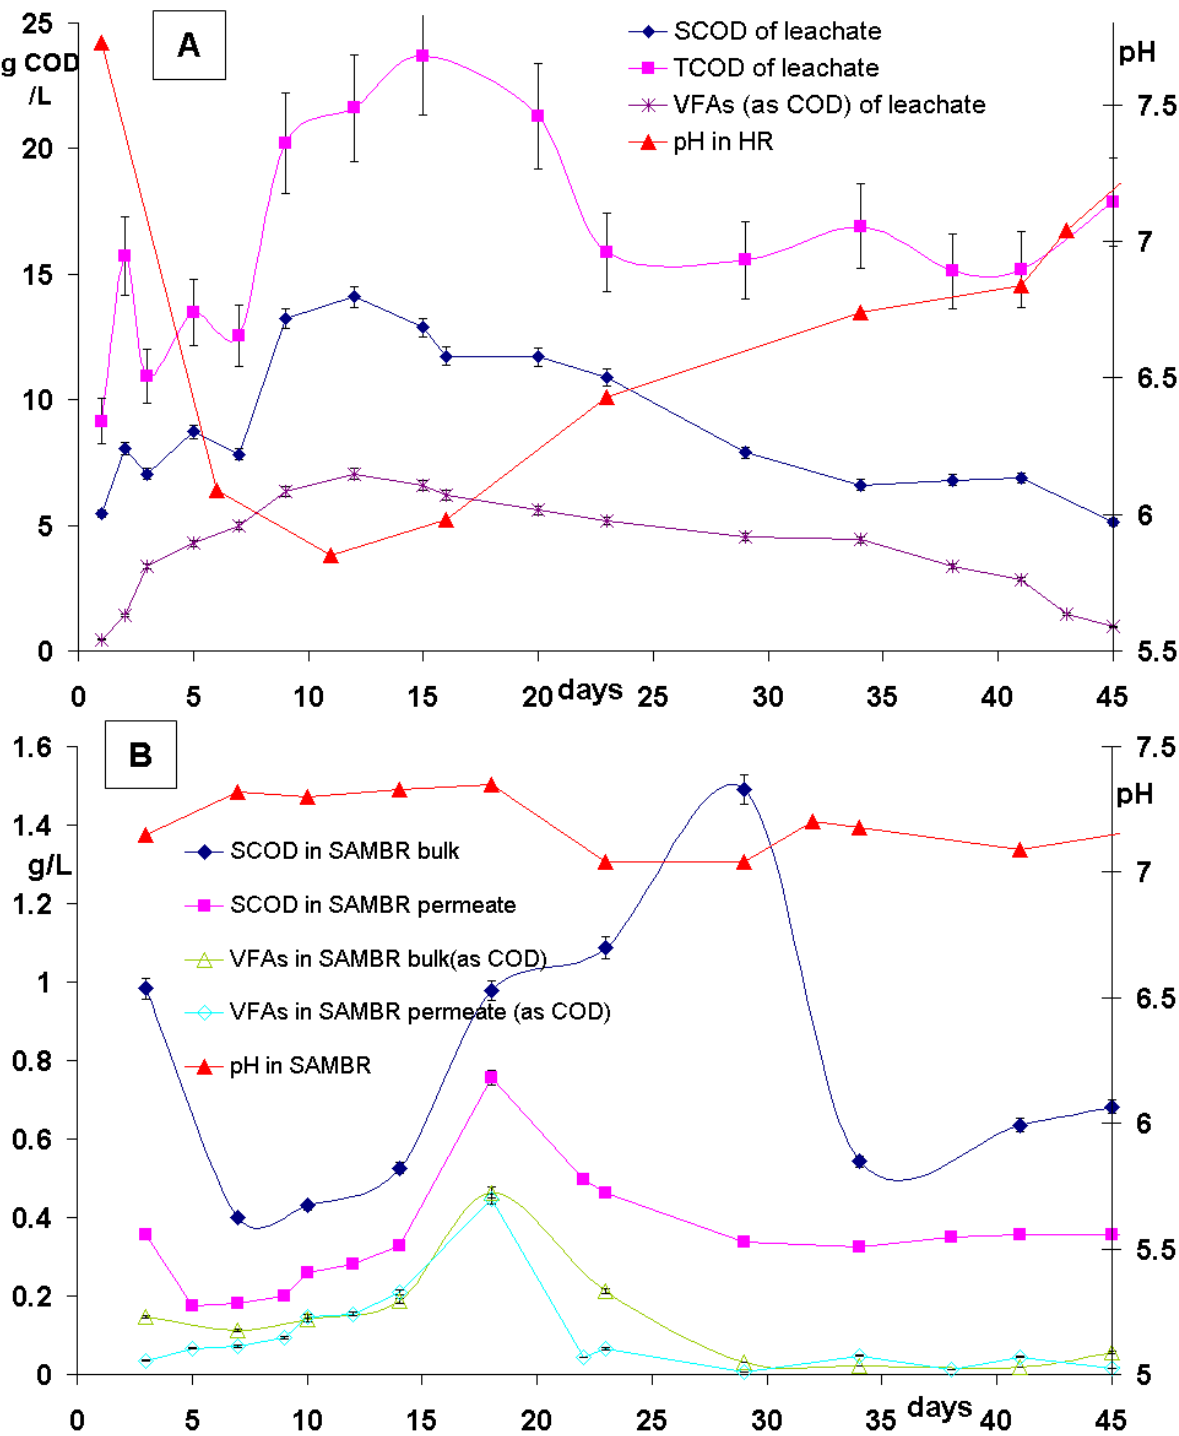 A
25
20
15
10
5
0
g COD
/L
SCOD of leachate
TCOD of leachate
VFAs (as COD) of leachate
pH in HR
pH
7.5
7
6.5
6
5.5
0 5 10 15 20 days 25 30 35 40 45
B
1.6
1.4
g/L
1.2
1
0.8
0.6
0.4
0.2
0
SCOD in SAMBR bulk
SCOD in SAMBR permeate
VFAs in SAMBR bulk(as COD)
VFAs in SAMBR permeate (as COD)
pH in SAMBR
7.5
pH
7
6.5
6
5.5
5
0 5 10 15 20 25 30 35 days 40 45